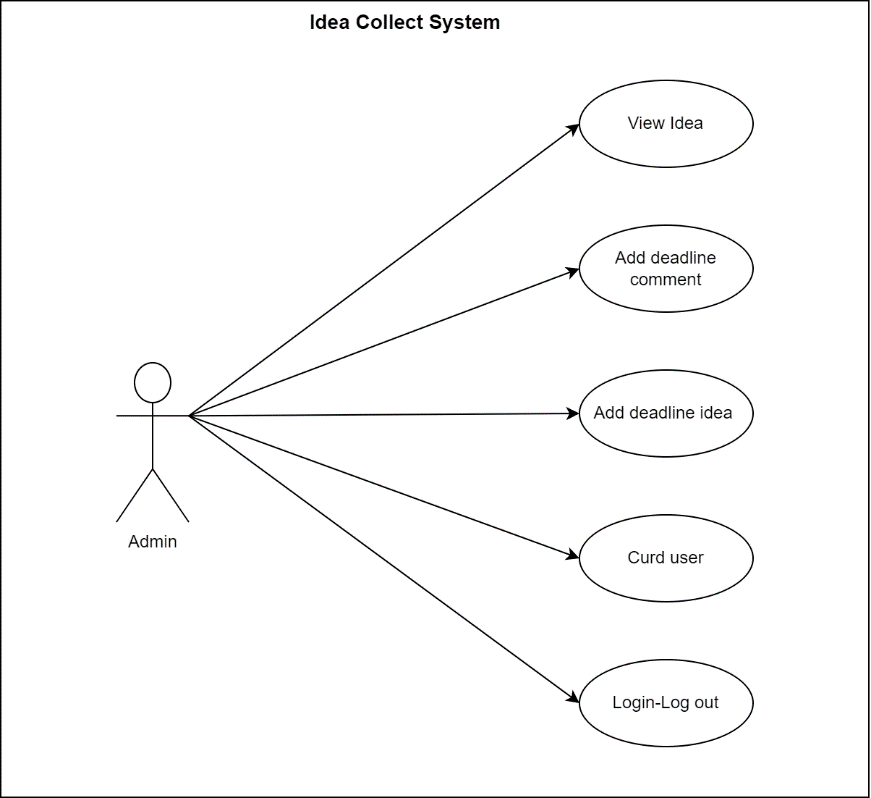 Idea Collect System
View Idea
Add deadline
comment
Add deadline idea
Curd user
Login-Log out
Admin